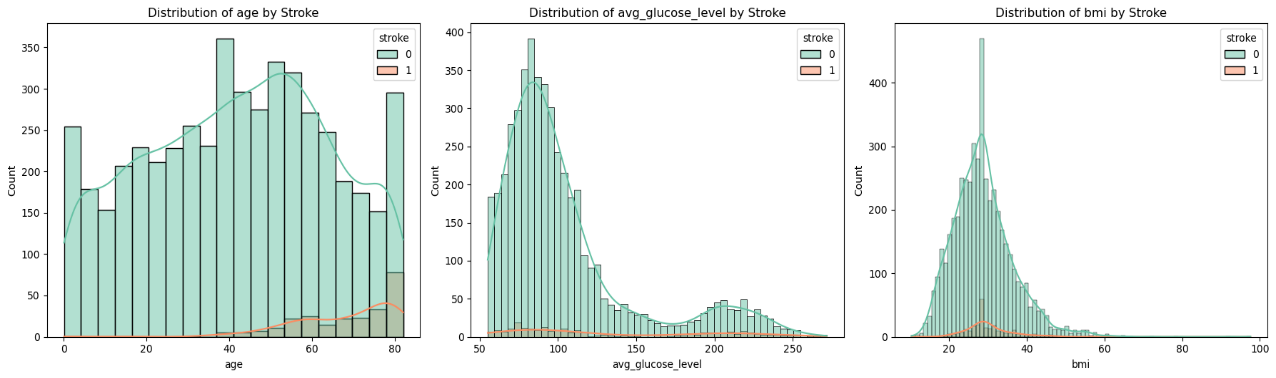 Distribution of age by Stroke
stroke
0
1
350
300
250
200
150
100
50
0
Count
0 20 40 60 80
age
Distribution of avg_glucose_level by Stroke
stroke
0
1
400
350
300
250
200
150
100
50
0
Count
50 100 150 200 250
avg_glucose_level
Distribution of bmi by Stroke
stroke
0
1
400
300
200
100
0
Count
20 40 60 80 100
bmi